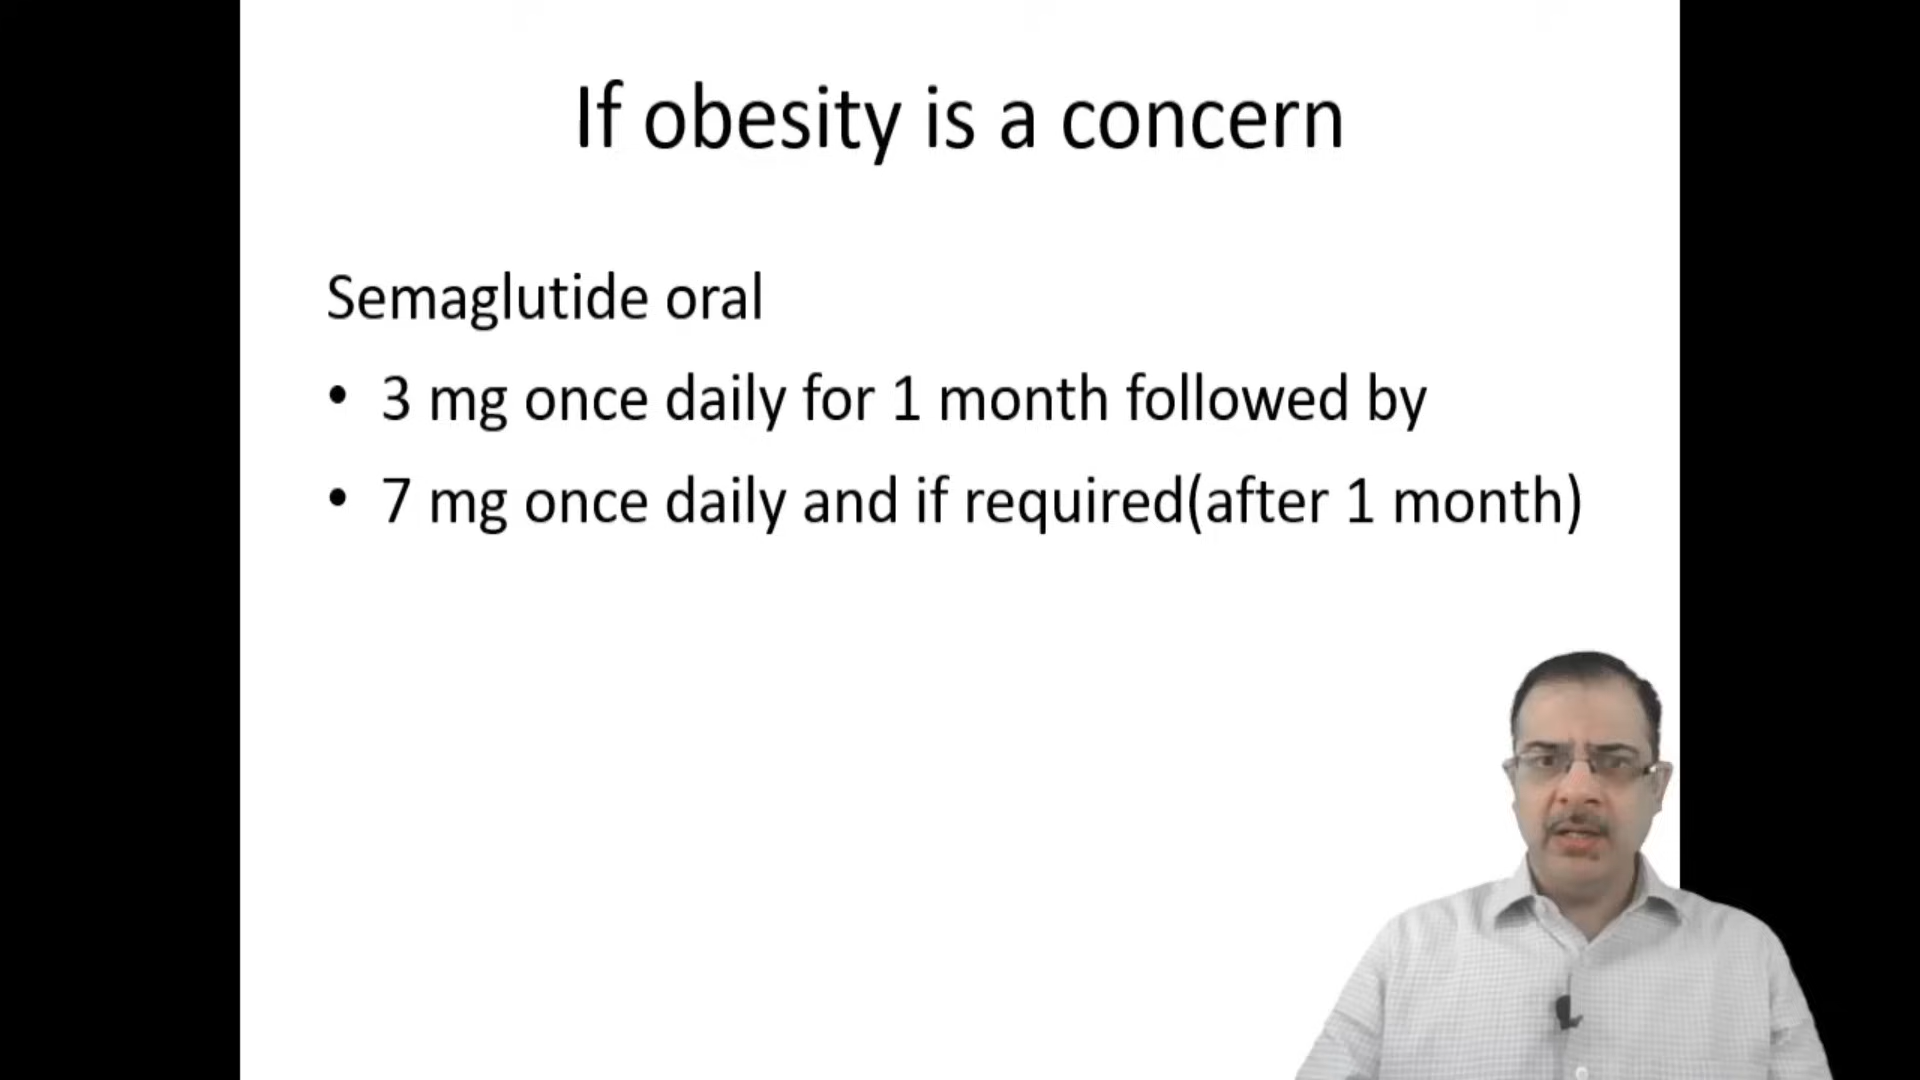 If obesity is a concern
Semaglutide oral
• 3 mg once daily for 1 month followed by
• 7 mg once daily and if required(after 1 month)